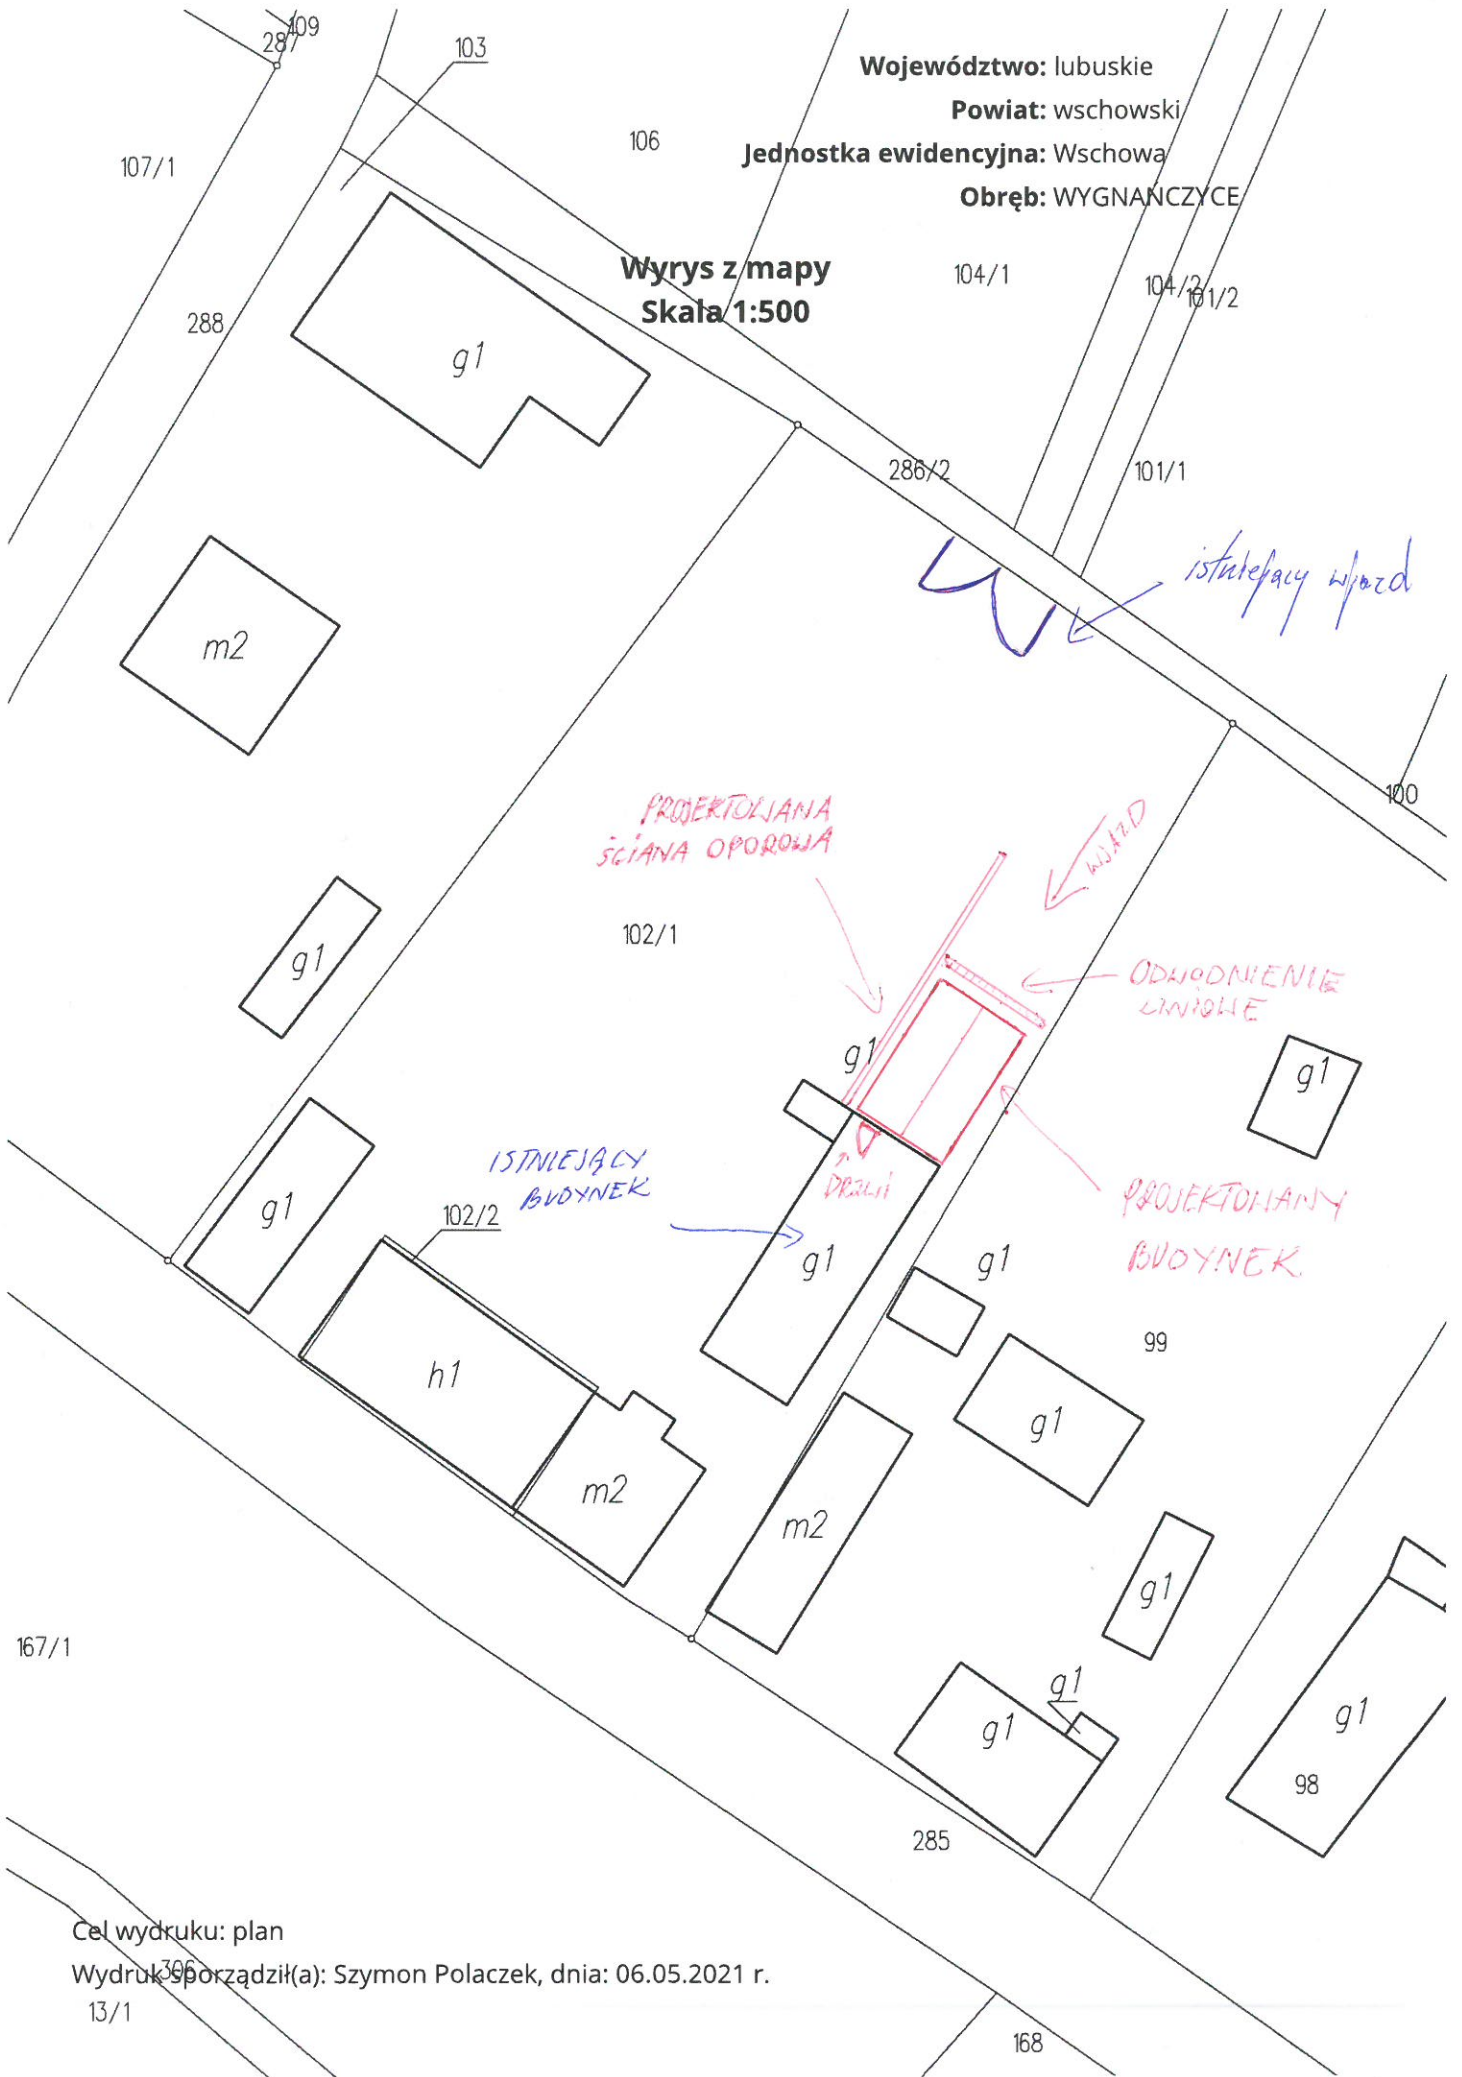 109
287
103
Województwo: lubuskie
Powiat: wschowski
Jednostka ewidencyjna: Wschowa
Obręb: WYGNAŃCZYCE
106
107/1
Wyrys z mapy
Skala 1:500
104/1
104/2
101/2
288
g1
286/2
101/1
istniejący wjazd
m2
100
PROJEKTOWANA
ŚCIANA OPOROWA
WJAZD
102/1
g1
ODWODNIENIE
LINIOWE
g1
g1
ISTNIEJĄCY
BUDYNEK
DRZWI
PROJEKTOWANY
BUDYNEK
g1
102/2
g1
g1
99
h1
g1
m2
m2
g1
167/1
g1
g1
g1
98
285
Cel wydruku: plan
Wydruk sporządził(a): Szymon Polaczek, dnia: 06.05.2021 r.
306
13/1
168